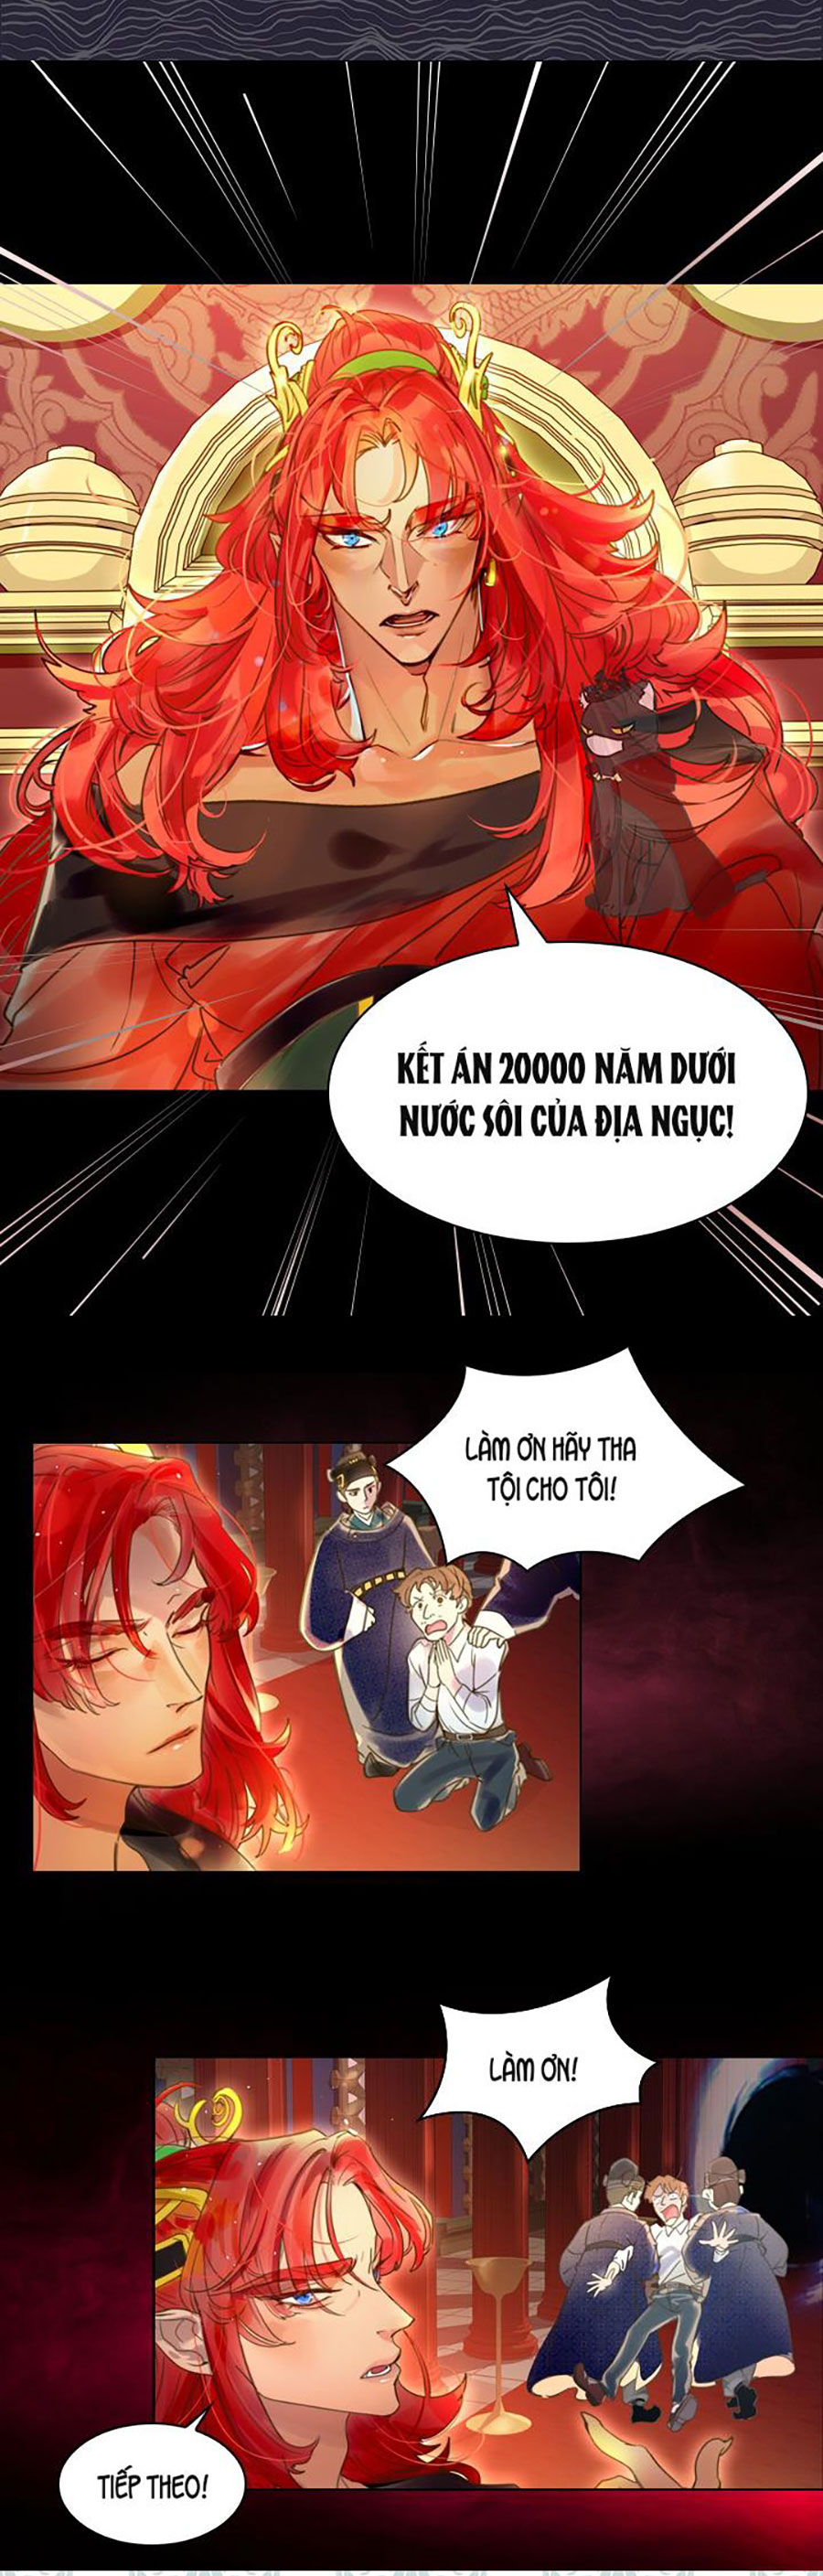 KẾT ÁN 20000 NĂM DƯỚI
NƯỚC SÔI CỦA ĐỊA NGỤC!
LÀM ƠN HÃY THA
TỘI CHO TÔI!
LÀM ƠN!
TIẾP THEO!